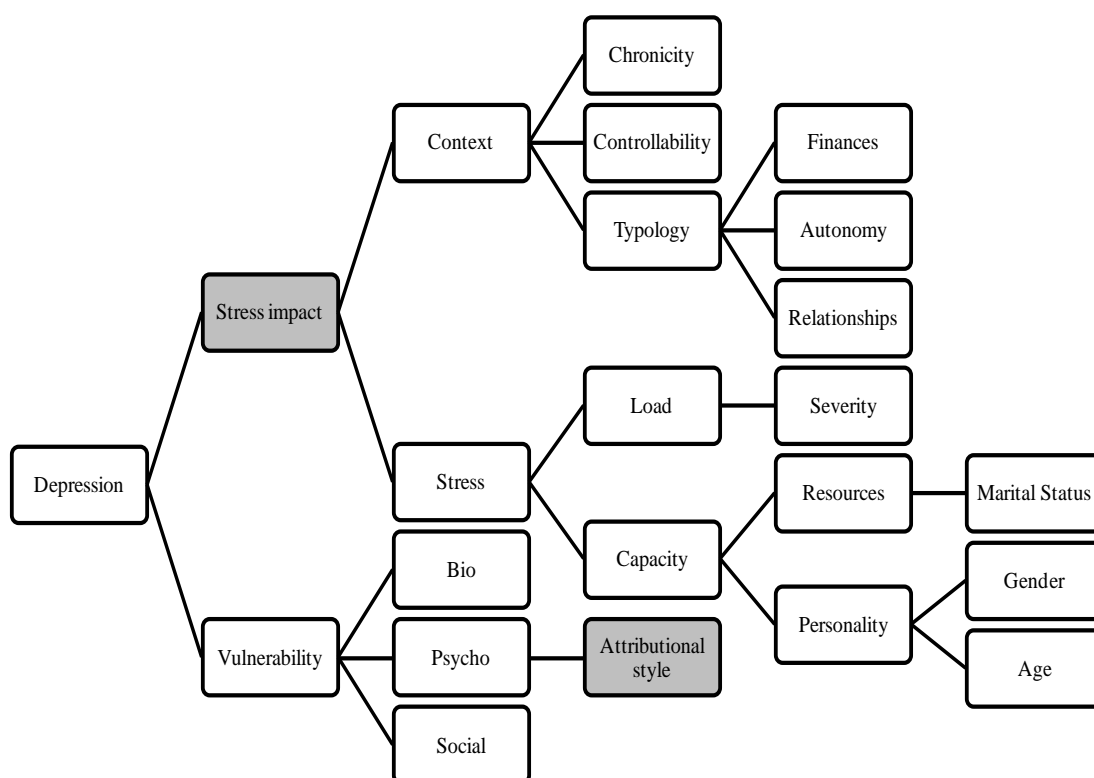 Chronicity
Context
Controllability
Finances
Typology
Autonomy
Stress impact
Relationships
Load
Severity
Depression
Stress
Resources
Marital Status
Bio
Capacity
Gender
Vulnerability
Psycho
Attributional
style
Personality
Age
Social